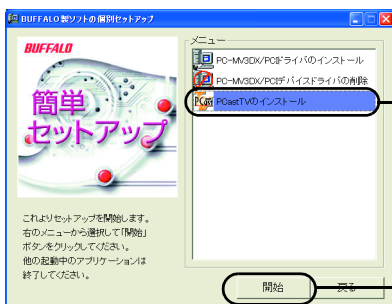 BUFFALO製ソフトの個別セットアップ
BUFFALO
簡単
セットアップ
これよりセットアップを開始します。
右のメニューから選択して「開始」
ボタンをクリックしてください。
他の起動中のアプリケーションは
終了してください。
メニュー
PC-MV3DX/PCIドライバのインストール
PC-MV3DX/PCIデバイスドライバの削除
PCast PCastTVのインストール
開始
戻る